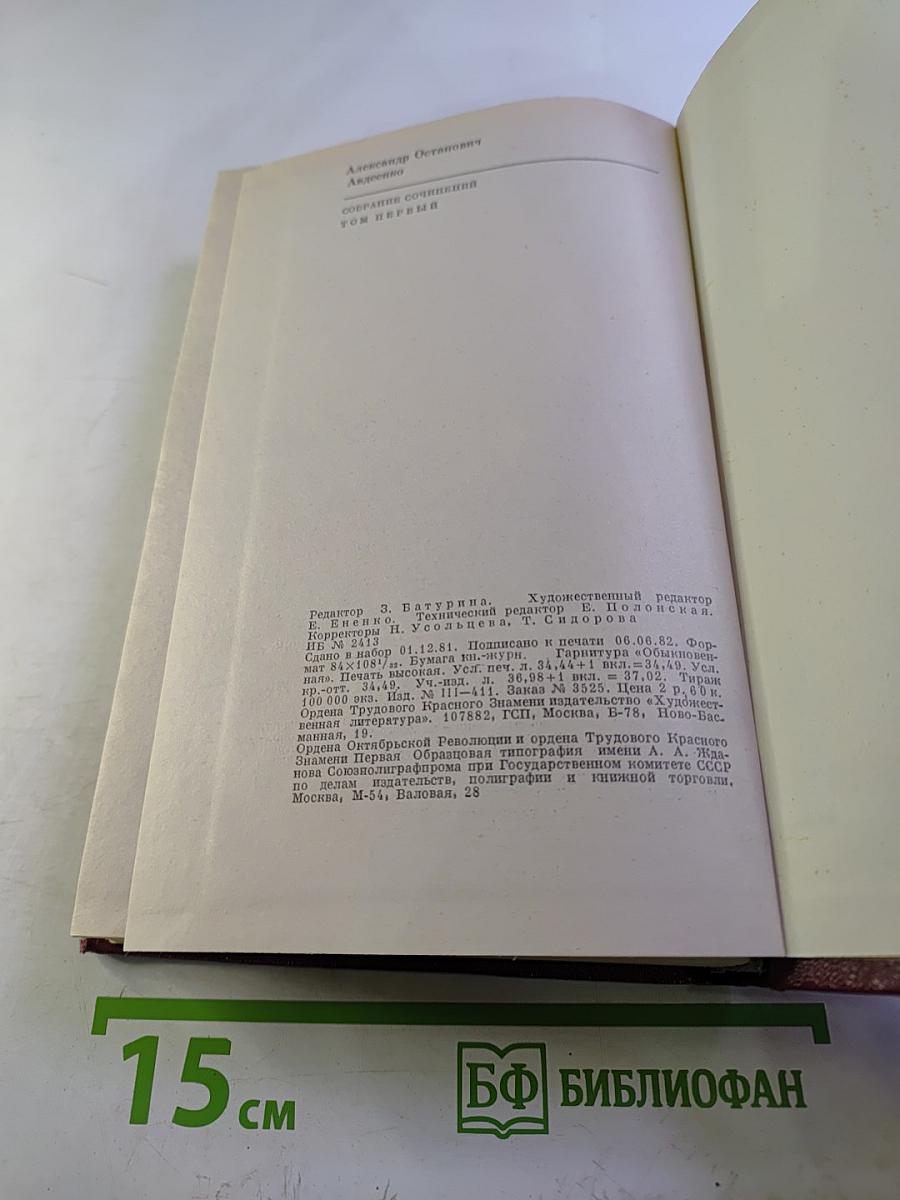 Александр Остапович
Авдеенко
СОБРАНИЕ СОЧИНЕНИЙ
ТОМ ПЕРВЫЙ
Редактор З. Батурина. Художественный редактор
Е. Ененко. Технический редактор Е. Полонская.
Корректоры Н. Усольцева, Т. Сидорова
ИБ № 2413
Сдано в набор 01.12.81. Подписано к печати 06.06.82. Фор-
мат 84×108¹/₃₂. Бумага кн.-журн. Гарнитура «Обыкновен-
ная». Печать высокая. Усл. печ. л. 34,44+1 вкл.=34,49. Усл.
кр.-отт. 34,49. Уч.-изд. л. 36,98+1 вкл. = 37,02. Тираж
100 000 экз. Изд. № III—411. Заказ № 3525. Цена 2 р. 60 к.
Ордена Трудового Красного Знамени издательство «Художест-
венная литература». 107882, ГСП, Москва, Б-78, Ново-Бас-
манная, 19.
Ордена Октябрьской Революции и ордена Трудового Красного
Знамени Первая Образцовая типография имени А. А. Жда-
нова Союзполиграфпрома при Государственном комитете СССР
по делам издательств, полиграфии и книжной торговли.
Москва, М-54, Валовая, 28
15 см
БФ БИБЛИОФАН